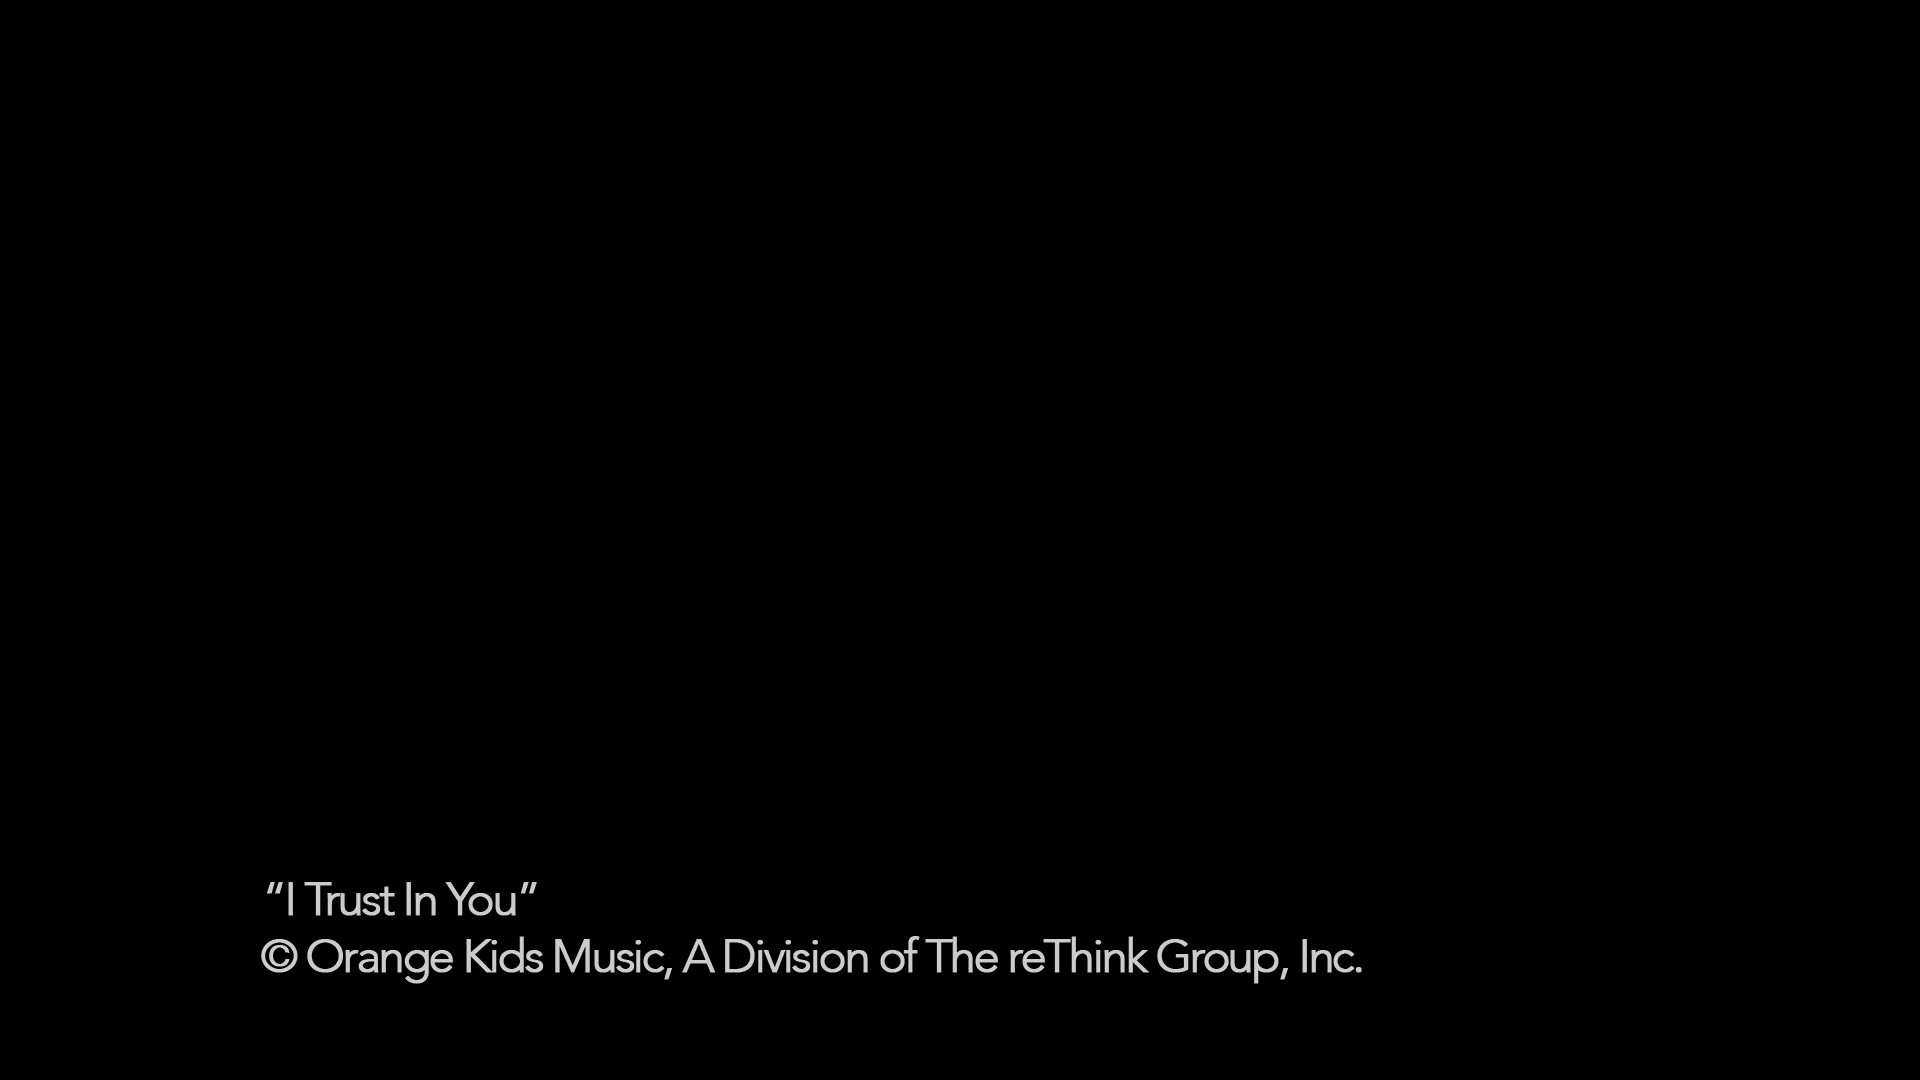 “I Trust In You”
© Orange Kids Music, A Division of The reThink Group, Inc.